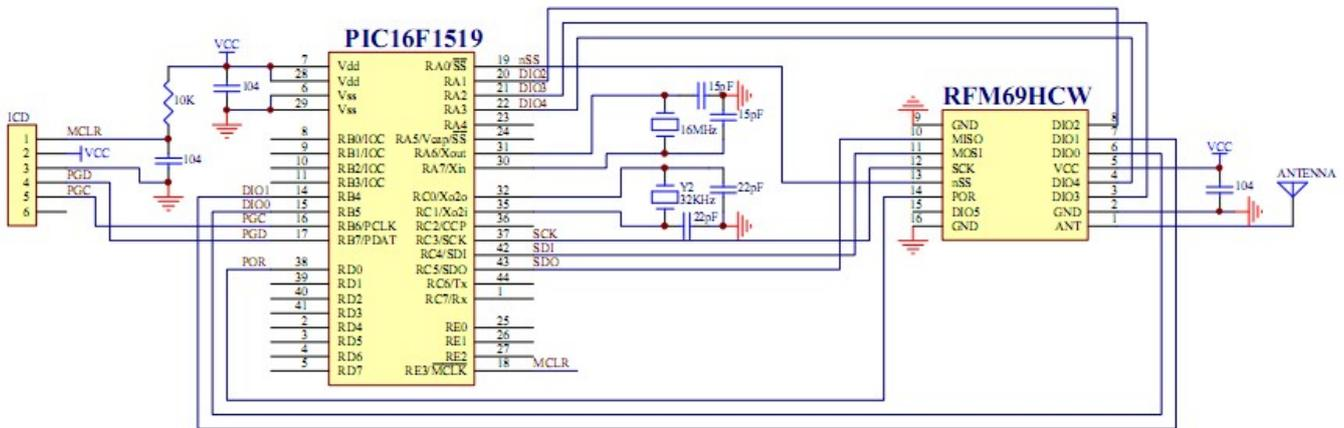 PIC16F1519
RFM69HCW
VCC
104
10K
ICD
1 MCLR
2 VCC
3
4 PGD
5 PGC
6
104
7 Vdd
28 Vdd
6 Vss
29 Vss
8 RB0/IOC
9 RB1/IOC
10 RB2/IOC
11 RB3/IOC
DIO1 14 RB4
DIO0 15 RB5
PGC 16 RB6/PCLK
PGD 17 RB7/PDAT
POR 38 RD0
39 RD1
40 RD2
41 RD3
2 RD4
3 RD5
4 RD6
5 RD7
RA0/SS 19 nSS
RA1 20 DIO2
RA2 21 DIO3
RA3 22 DIO4
RA4 23
RA5/Vcap/SS 24
RA6/Xout 31
RA7/Xin 30
RC0/Xo2o 32
RC1/Xo2i 35
RC2/CCP 36
RC3/SCK 37 SCK
RC4/SDI 42 SDI
RC5/SDO 43 SDO
RC6/Tx 44
RC7/Rx 1
RE0 25
RE1 26
RE2 27
RE3/MCLK 18 MCLR
15pF
15pF
16MHz
Y2
32KHz
22pF
22pF
9 GND
10 MISO
11 MOSI
12 SCK
13 nSS
14 POR
15 DIO5
16 GND
DIO2 8
DIO1 7
DIO0 6
VCC 5
DIO4 4
DIO3 3
GND 2
ANT 1
VCC
104
ANTENNA